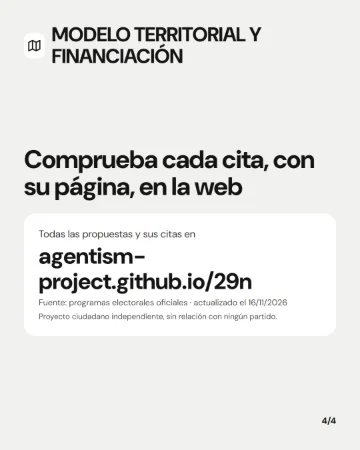 MODELO TERRITORIAL Y
FINANCIACIÓN
Comprueba cada cita, con
su página, en la web
Todas las propuestas y sus citas en
agentism-
project.github.io/29n
Fuente: programas electorales oficiales · actualizado el 16/11/2026
Proyecto ciudadano independiente, sin relación con ningún partido.
4/4